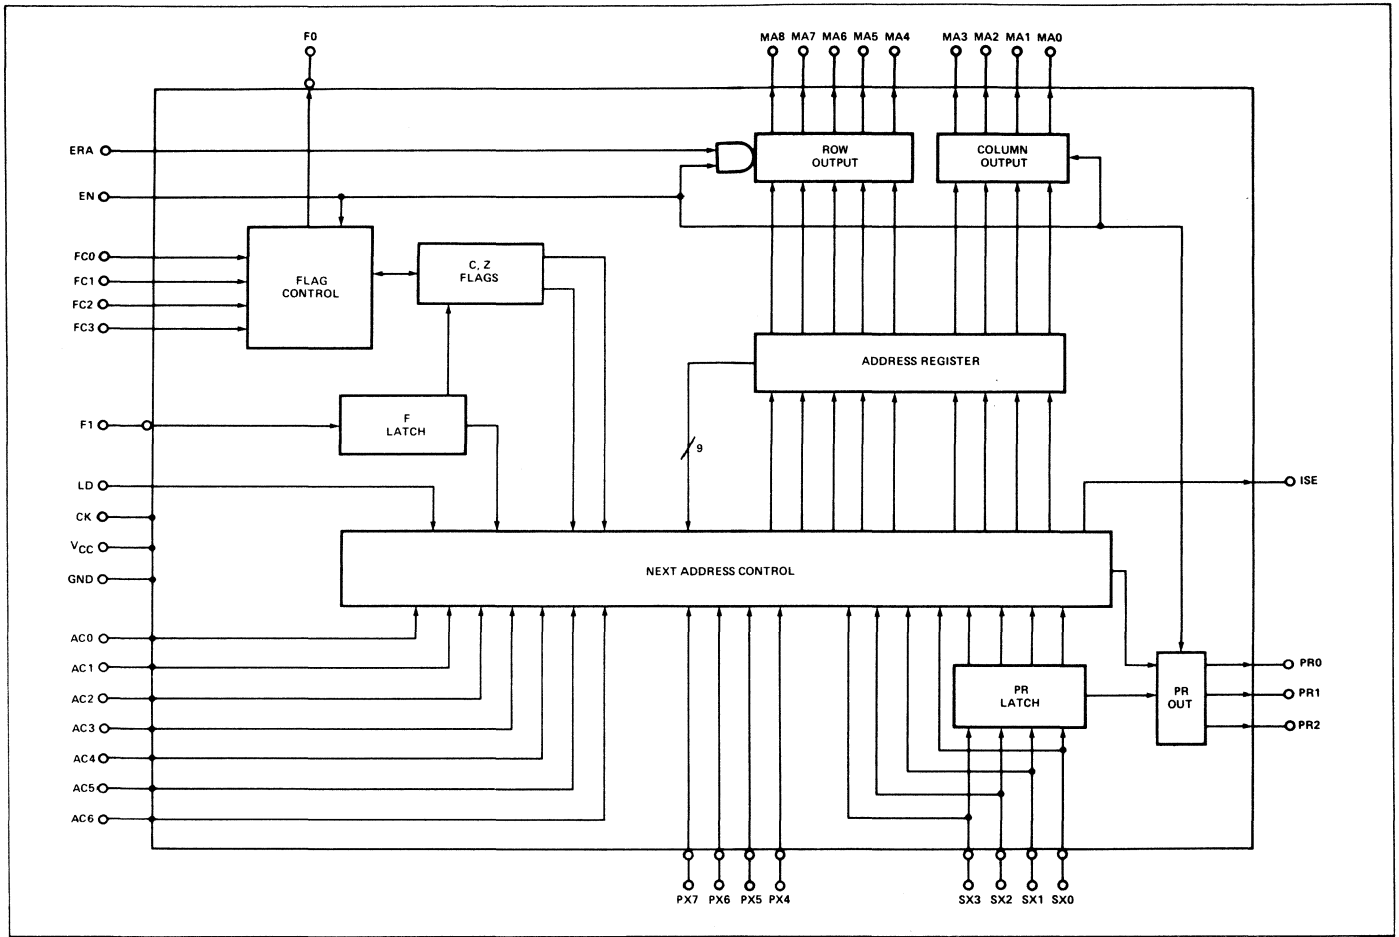 F0
MA8 MA7 MA6 MA5 MA4 MA3 MA2 MA1 MA0
ERA
ROW
OUTPUT
COLUMN
OUTPUT
EN
FC0
FC1
FC2
FC3
FLAG
CONTROL
C, Z
FLAGS
ADDRESS REGISTER
F1
F
LATCH
9
LD
ISE
CK
VCC
GND
NEXT ADDRESS CONTROL
AC0
AC1
AC2
AC3
AC4
AC5
AC6
PR
LATCH
PR
OUT
PR0
PR1
PR2
PX7 PX6 PX5 PX4
SX3 SX2 SX1 SX0